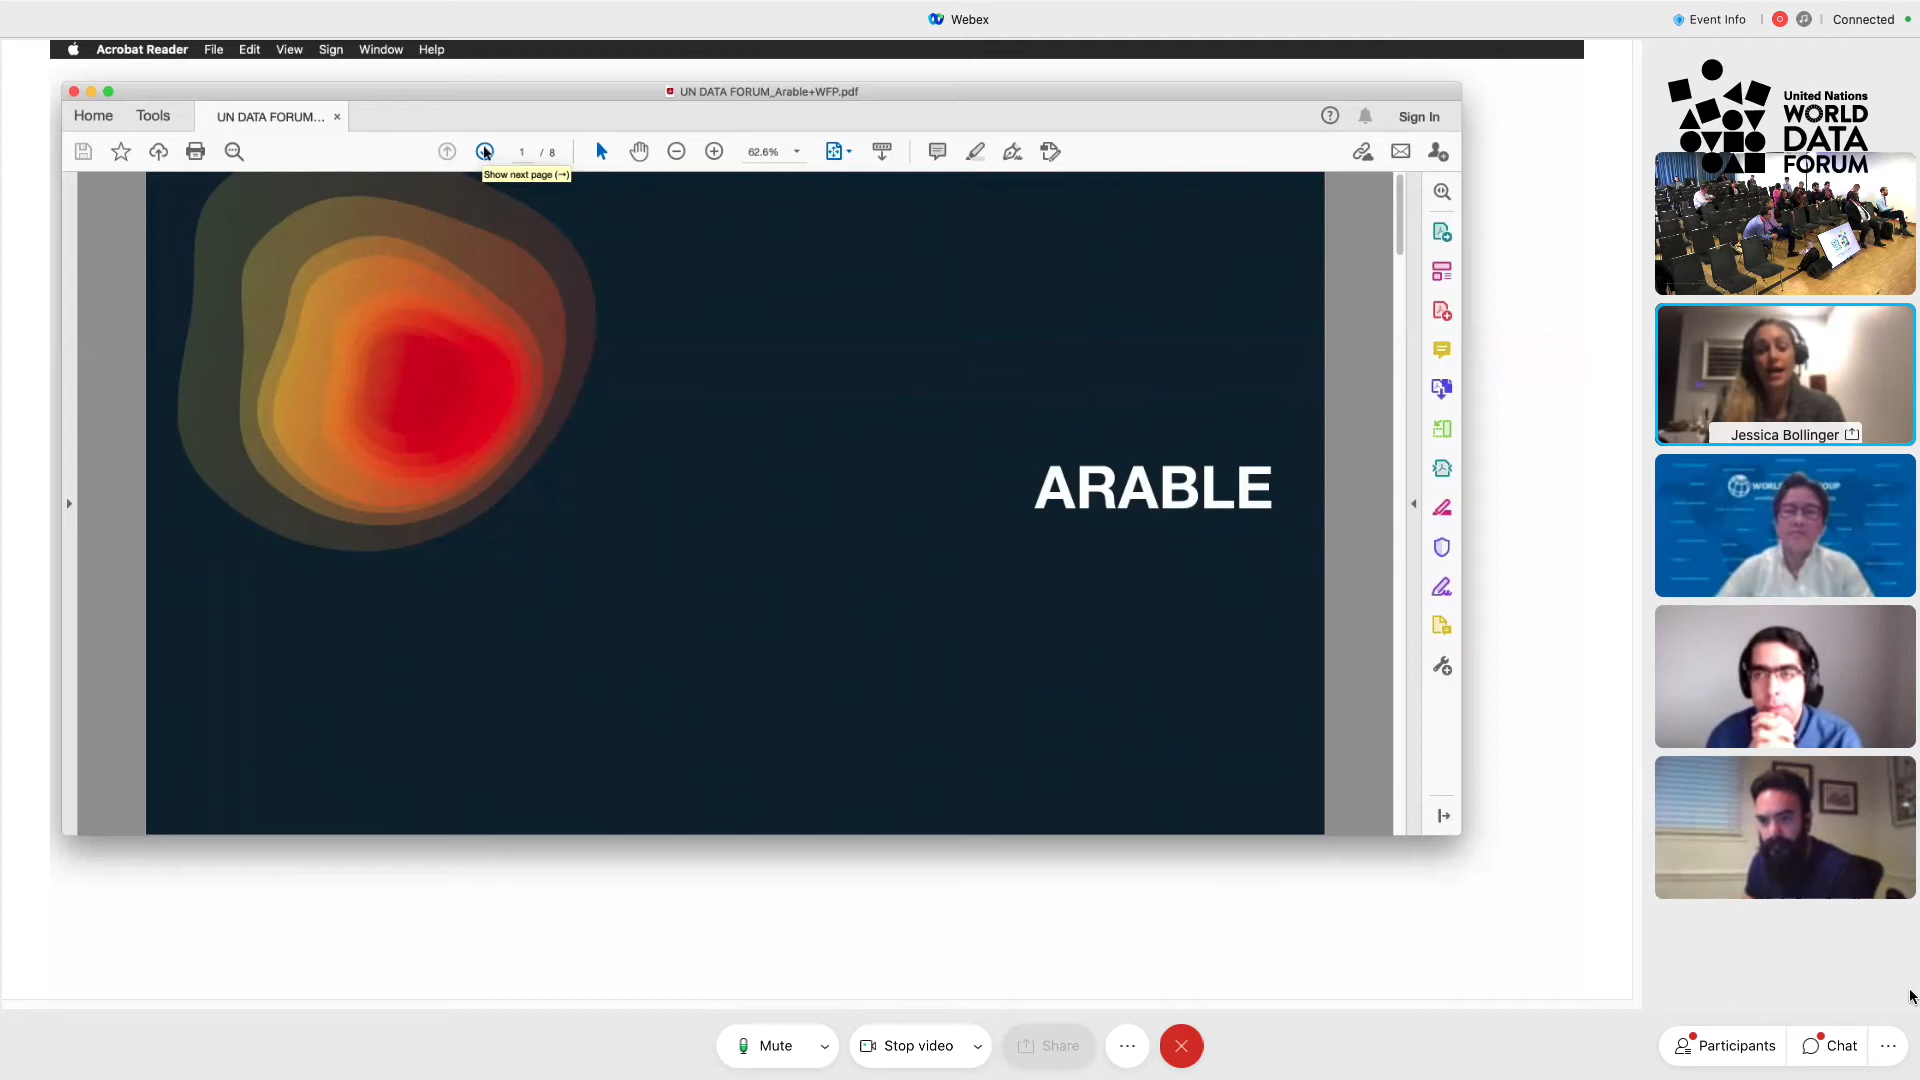 Webex
Event Info
Connected
Acrobat Reader File Edit View Sign Window Help
UN DATA FORUM_Arable+WFP.pdf
Home Tools UN DATA FORUM... ×
Sign In
1 / 8
62.6%
Show next page (→)
ARABLE
United Nations
WORLD
DATA
FORUM
Jessica Bollinger
Mute
Stop video
Share
Participants
Chat